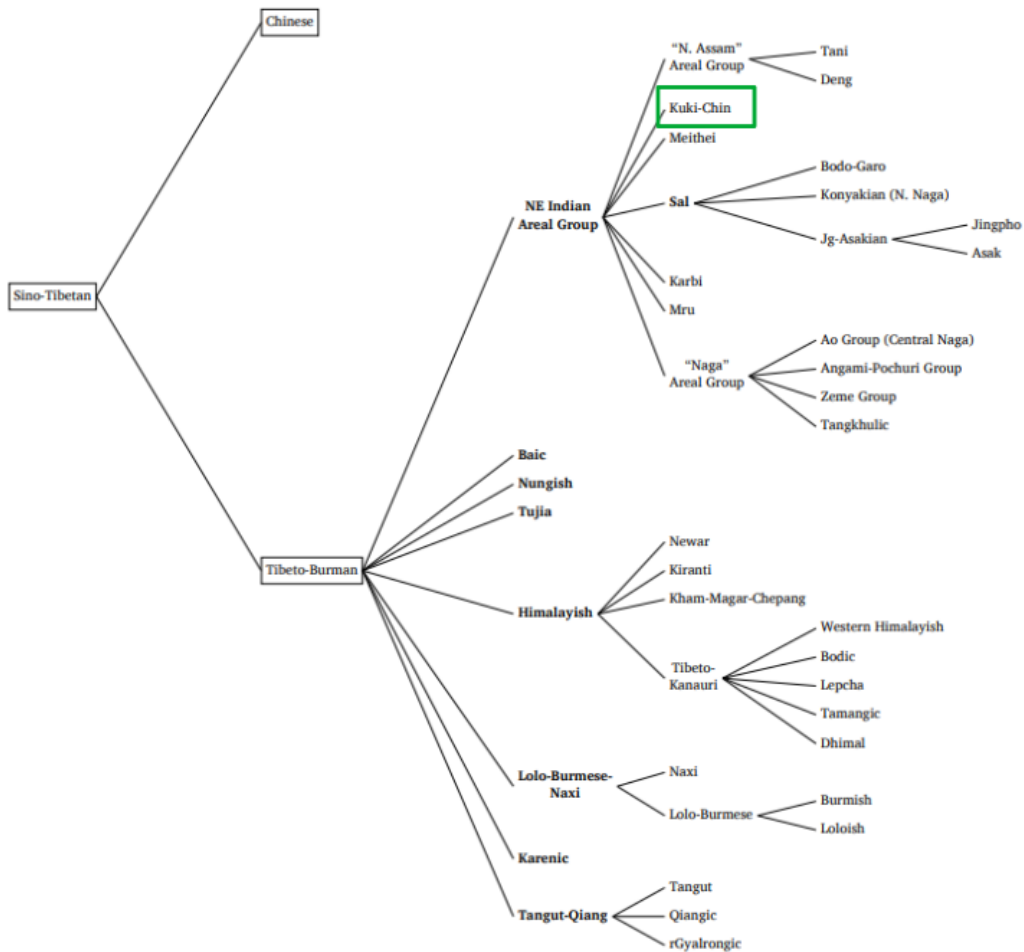 Chinese
"N. Assam"
Areal Group
Tani
Deng
Kuki-Chin
Meithei
Bodo-Garo
Konyakian (N. Naga)
NE Indian
Areal Group
Sal
Jg-Asakian
Jingpho
Asak
Sino-Tibetan
Karbi
Mru
"Naga"
Areal Group
Ao Group (Central Naga)
Angami-Pochuri Group
Zeme Group
Tangkhulic
Baic
Nungish
Tujia
Tibeto-Burman
Newar
Kiranti
Kham-Magar-Chepang
Himalayish
Tibeto-
Kanauri
Western Himalayish
Bodic
Lepcha
Tamangic
Dhimal
Lolo-Burmese-
Naxi
Naxi
Lolo-Burmese
Burmish
Loloish
Karenic
Tangut-Qiang
Tangut
Qiangic
rGyalrongic